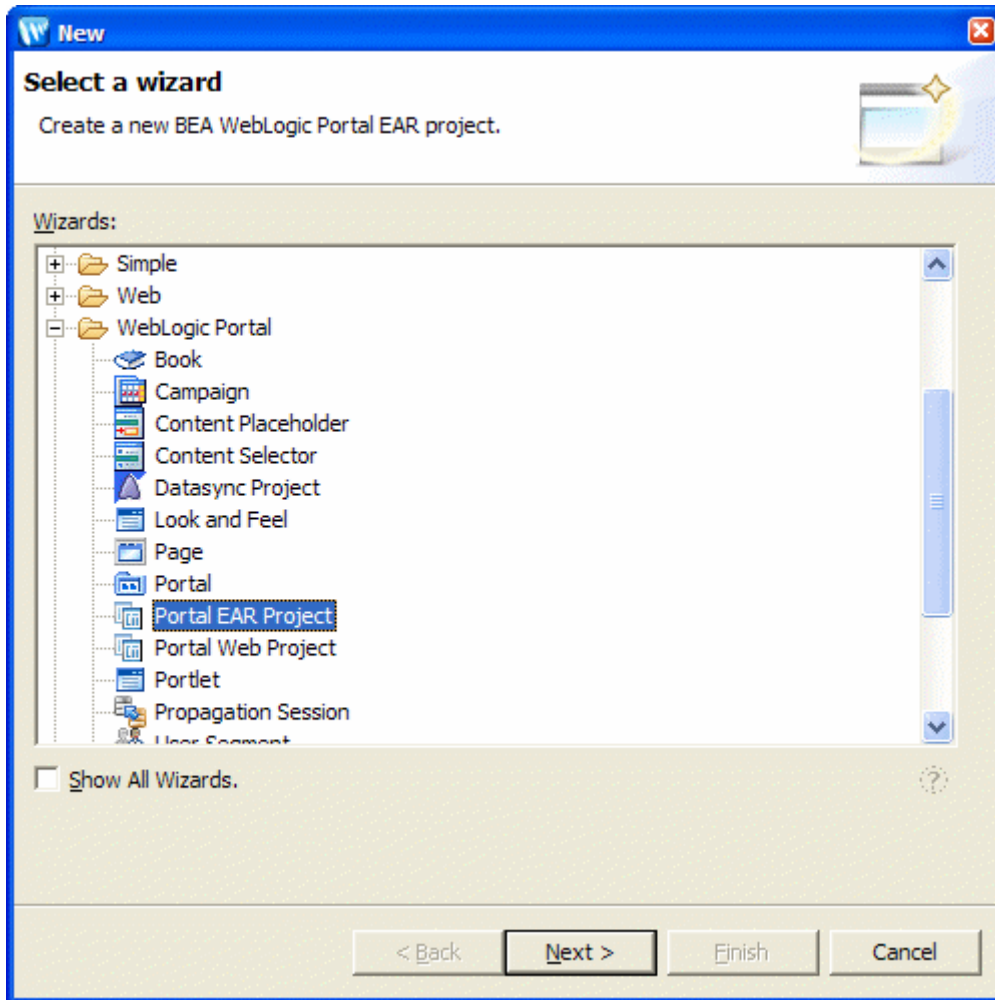 New
Select a wizard
Create a new BEA WebLogic Portal EAR project.
Wizards:
Simple
Web
WebLogic Portal
Book
Campaign
Content Placeholder
Content Selector
Datasync Project
Look and Feel
Page
Portal
Portal EAR Project
Portal Web Project
Portlet
Propagation Session
User Segment
Show All Wizards.
< Back Next > Finish Cancel